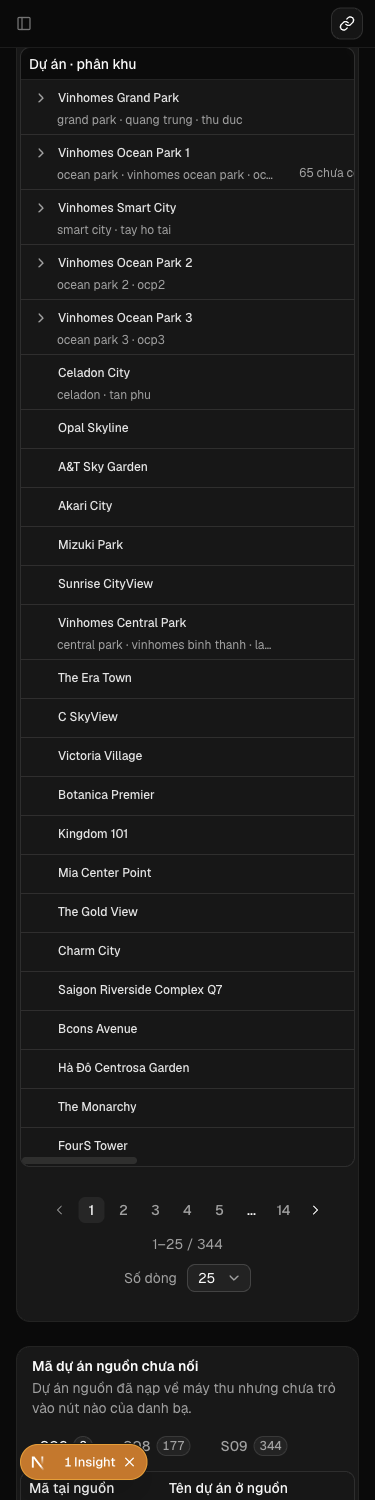 Dự án · phân khu
Vinhomes Grand Park
grand park · quang trung · thu duc
Vinhomes Ocean Park 1
ocean park · vinhomes ocean park · oc... 65 chưa c
Vinhomes Smart City
smart city · tay ho tai
Vinhomes Ocean Park 2
ocean park 2 · ocp2
Vinhomes Ocean Park 3
ocean park 3 · ocp3
Celadon City
celadon · tan phu
Opal Skyline
A&T Sky Garden
Akari City
Mizuki Park
Sunrise CityView
Vinhomes Central Park
central park · vinhomes binh thanh · la...
The Era Town
C SkyView
Victoria Village
Botanica Premier
Kingdom 101
Mia Center Point
The Gold View
Charm City
Saigon Riverside Complex Q7
Bcons Avenue
Hà Đô Centrosa Garden
The Monarchy
FourS Tower
1 2 3 4 5 ... 14
1–25 / 344
Số dòng 25
Mã dự án nguồn chưa nối
Dự án nguồn đã nạp về máy thu nhưng chưa trỏ
vào nút nào của danh bạ.
177 S09 344
N 1 Insight
Mã tại nguồn Tên dự án ở nguồn